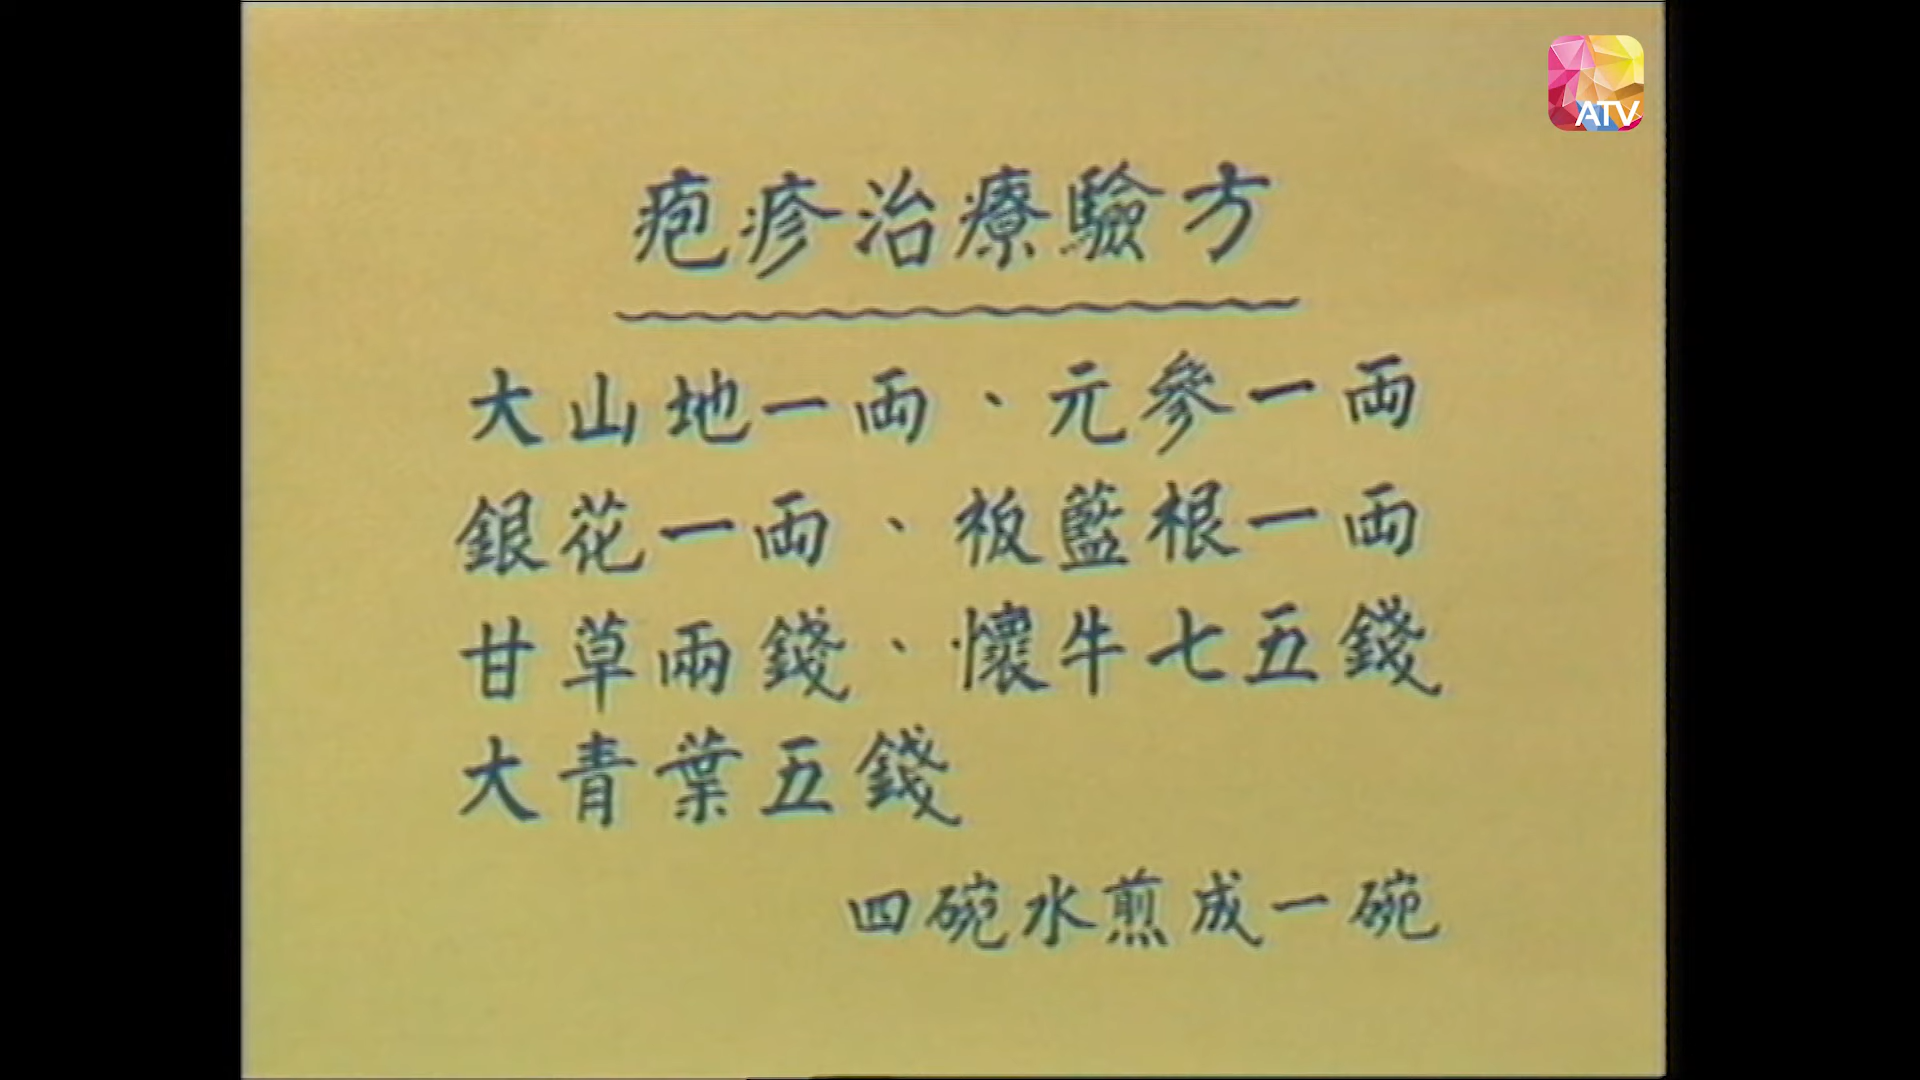 ATV
疱疹治療驗方
大山地一両、元參一両
銀花一両、板藍根一両
甘草兩錢、懷牛七五錢
大青葉五錢
四碗水煎成一碗